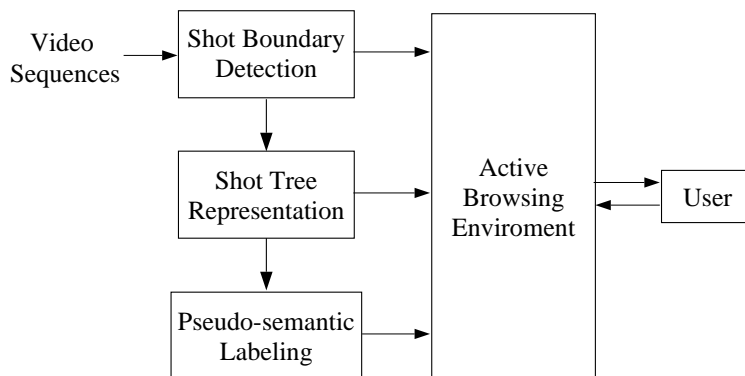 Video
Sequences
Shot Boundary
Detection
Shot Tree
Representation
Pseudo-semantic
Labeling
Active
Browsing
Enviroment
User